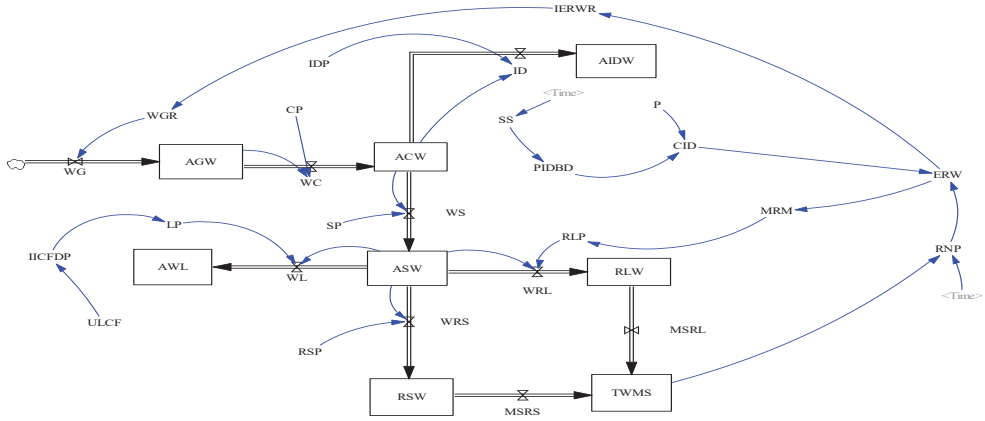 IERWR
IDP
ID
AIDW
<Time>
WGR
CP
SS
P
CID
WG
AGW
WC
ACW
PIDBD
ERW
SP
WS
MRM
LP
RLP
IICFDP
AWL
WL
ASW
WRL
RLW
RNP
<Time>
ULCF
RSP
WRS
MSRL
RSW
MSRS
TWMS